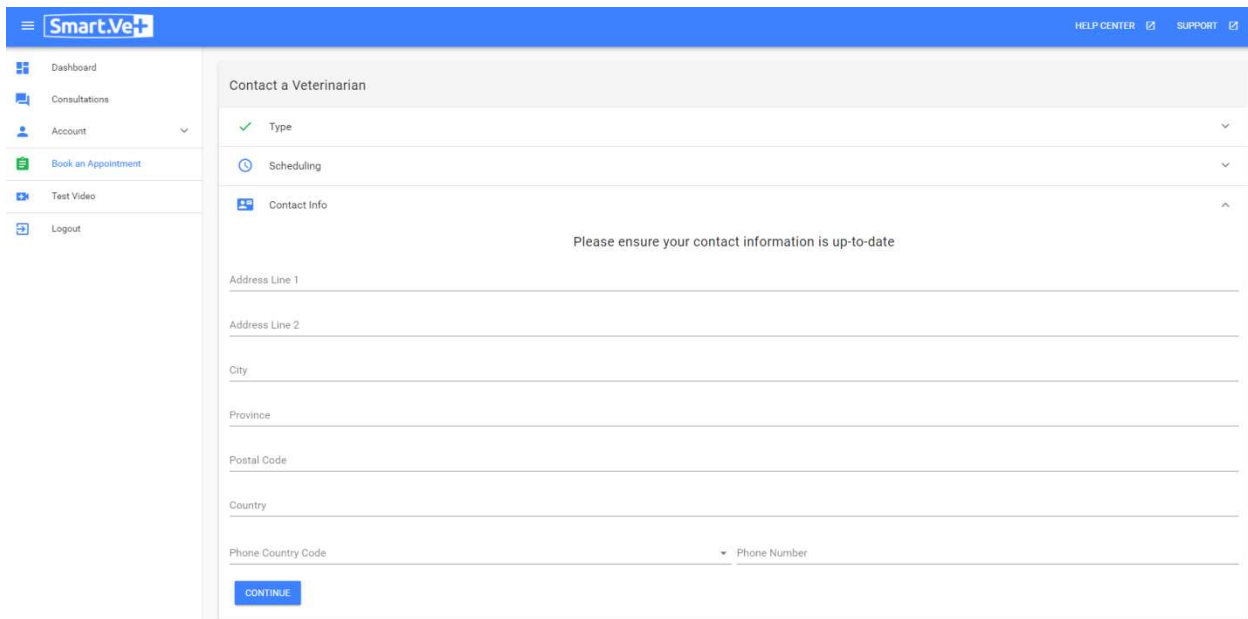 Smart.Vet
HELP CENTER
SUPPORT
Dashboard
Consultations
Account
Book an Appointment
Test Video
Logout
Contact a Veterinarian
Type
Scheduling
Contact Info
Please ensure your contact information is up-to-date
Address Line 1
Address Line 2
City
Province
Postal Code
Country
Phone Country Code
Phone Number
CONTINUE